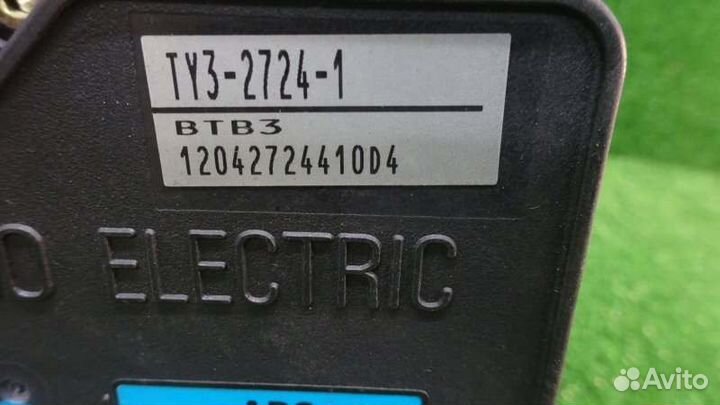 TY3-2724-1
BTB3
12042724410D4
O ELECTRIC
Avito